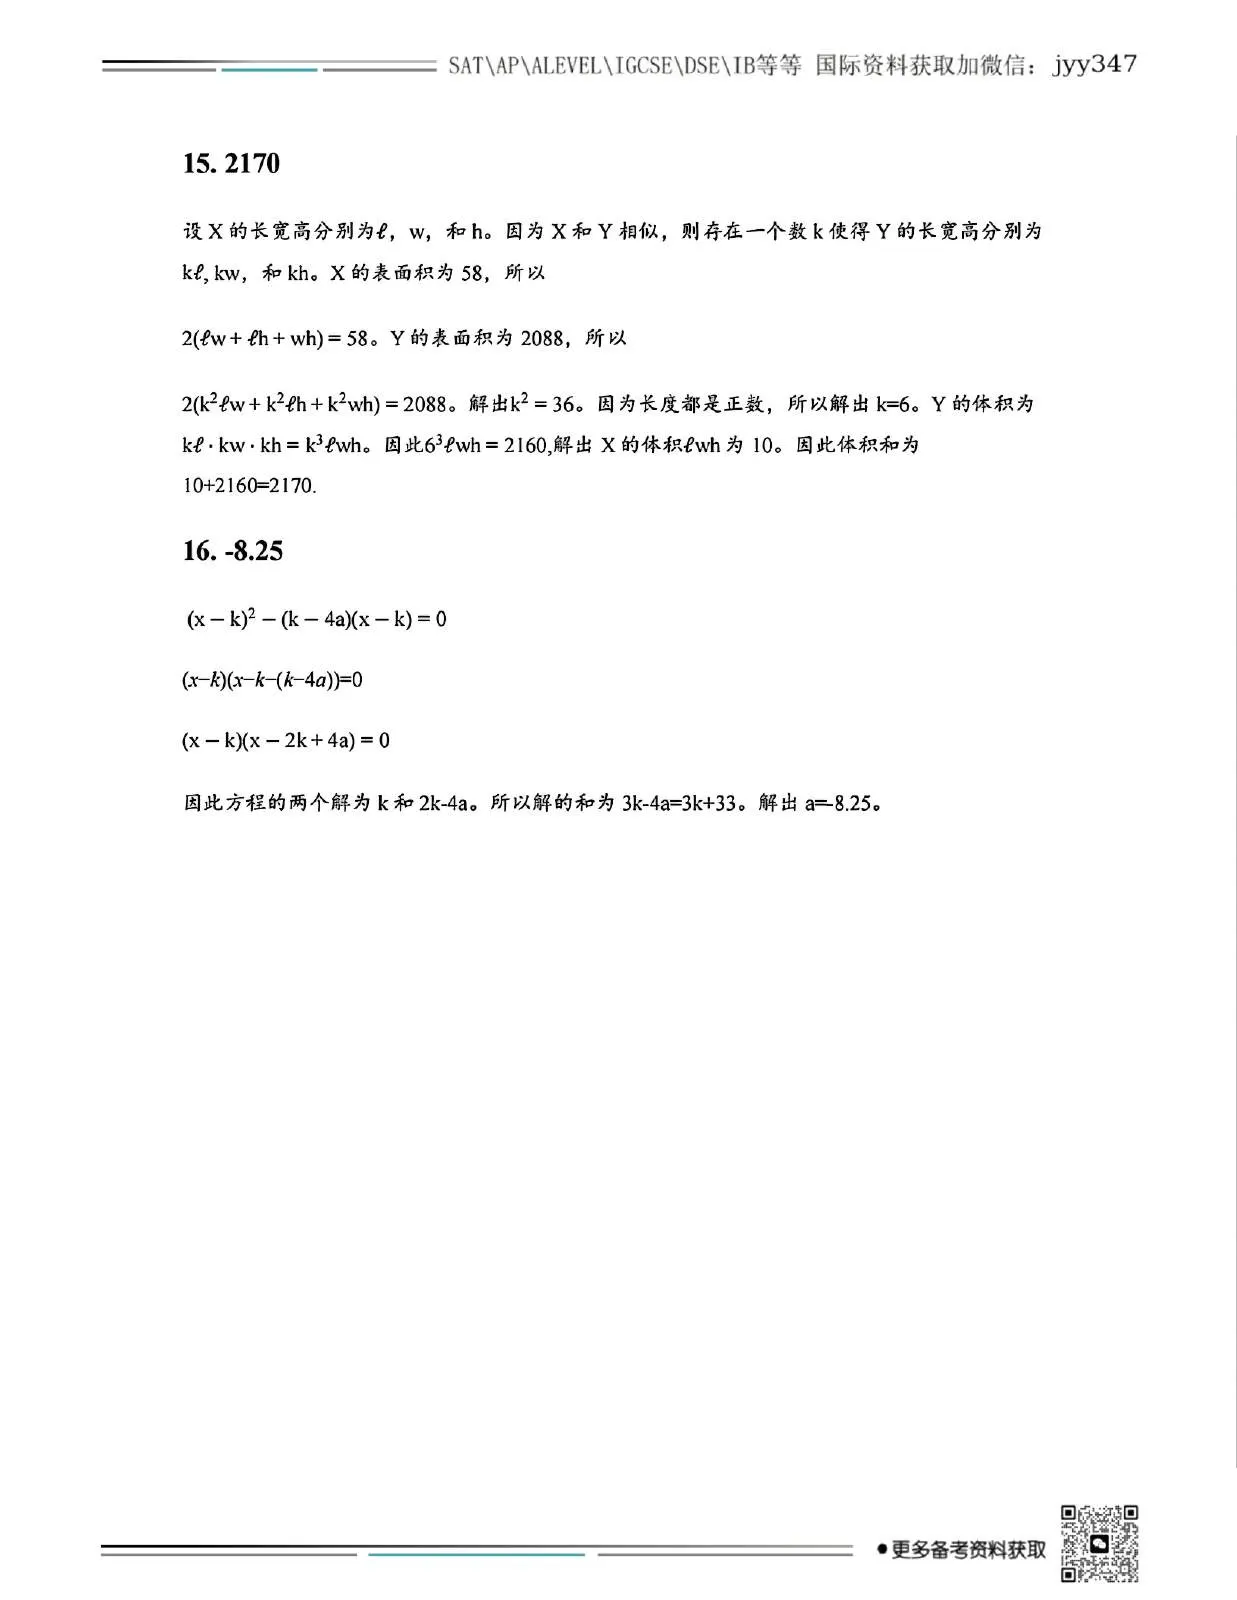 SAT\AP\ALEVEL\IGCSE\DSE\IB等等 国际资料获取加微信：jyy347
15. 2170
设 X 的长宽高分别为ℓ，w，和 h。因为 X 和 Y 相似，则存在一个数 k 使得 Y 的长宽高分别为
kℓ, kw，和 kh。X 的表面积为 58，所以
2(ℓw + ℓh + wh) = 58。Y 的表面积为 2088，所以
2(k²ℓw + k²ℓh + k²wh) = 2088。解出k² = 36。因为长度都是正数，所以解出 k=6。Y 的体积为
kℓ · kw · kh = k³ℓwh。因此6³ℓwh = 2160,解出 X 的体积ℓwh 为 10。因此体积和为
10+2160=2170.
16. -8.25
(x − k)² − (k − 4a)(x − k) = 0
(x−k)(x−k−(k−4a))=0
(x − k)(x − 2k + 4a) = 0
因此方程的两个解为 k 和 2k-4a。所以解的和为 3k-4a=3k+33。解出 a=-8.25。
●更多备考资料获取